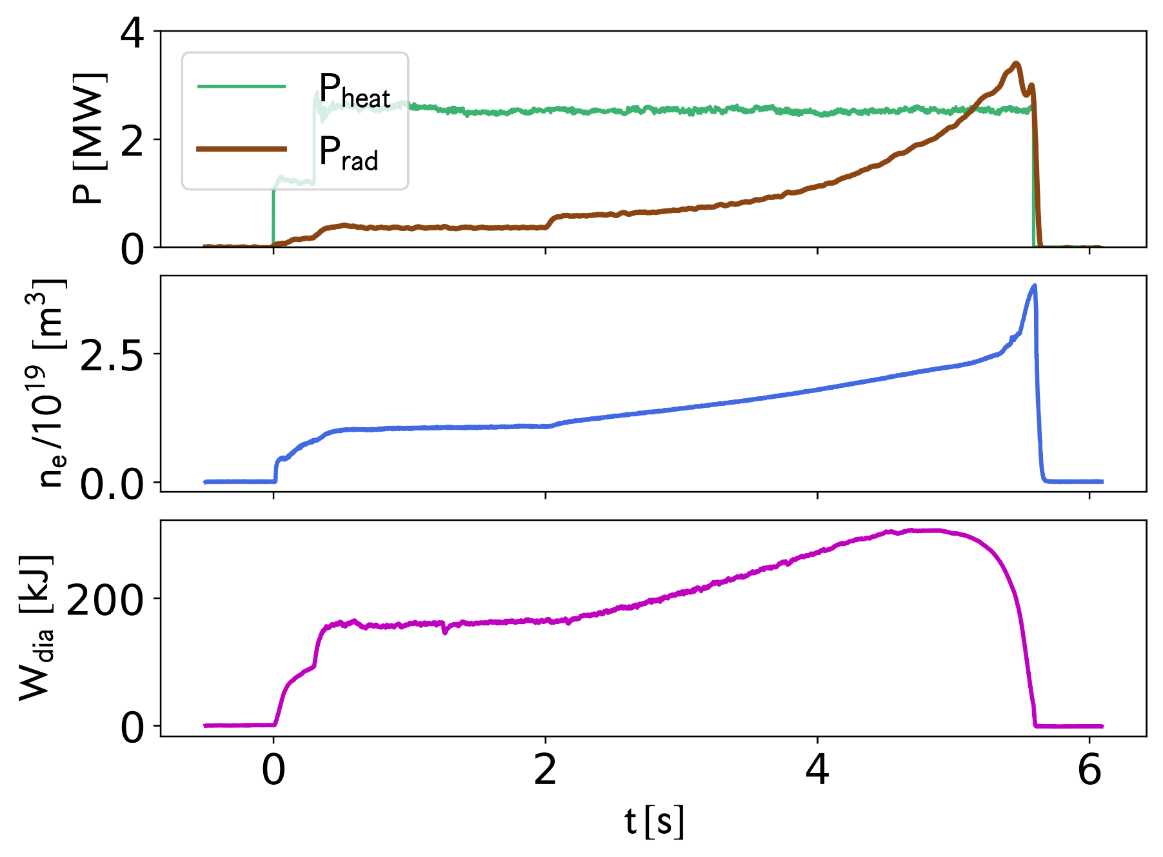 4
2
0
P [MW]
P_heat
P_rad
2.5
0.0
n_e/10^19 [m^3]
200
0
W_dia [kJ]
0 2 4 6
t [s]